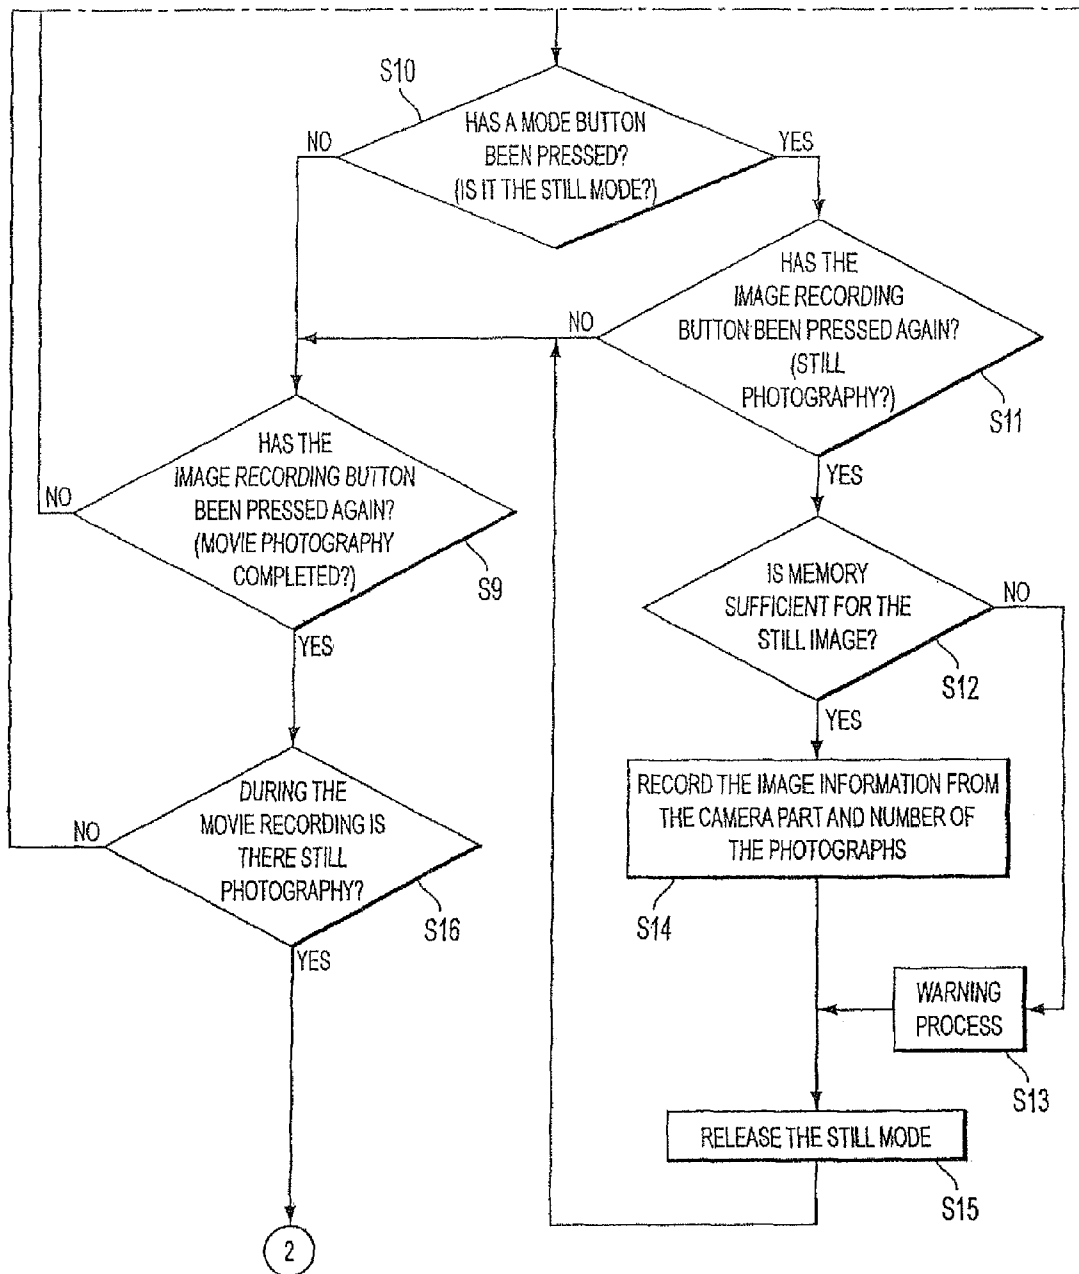 S10
HAS A MODE BUTTON
BEEN PRESSED?
(IS IT THE STILL MODE?)
NO
YES
HAS THE
IMAGE RECORDING
BUTTON BEEN PRESSED AGAIN?
(STILL
PHOTOGRAPHY?)
NO
S11
YES
HAS THE
IMAGE RECORDING BUTTON
BEEN PRESSED AGAIN?
(MOVIE PHOTOGRAPHY
COMPLETED?)
NO
S9
YES
IS MEMORY
SUFFICIENT FOR THE
STILL IMAGE?
NO
S12
YES
RECORD THE IMAGE INFORMATION FROM
THE CAMERA PART AND NUMBER OF
THE PHOTOGRAPHS
S14
DURING THE
MOVIE RECORDING IS
THERE STILL
PHOTOGRAPHY?
NO
S16
YES
WARNING
PROCESS
S13
RELEASE THE STILL MODE
S15
2